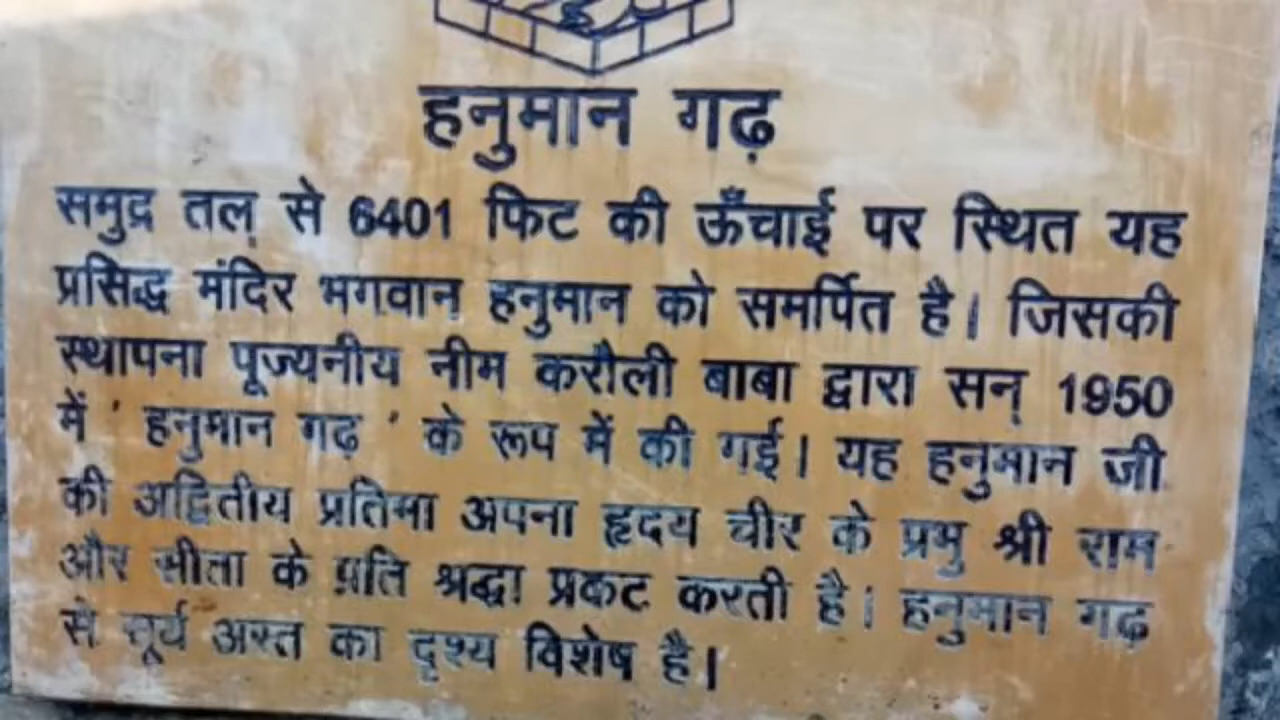 हनुमान गढ़
समुद्र तल् से 6401 फिट की ऊँचाई पर स्थित यह
प्रसिद्ध मंदिर भगवान हनुमान को समर्पित है। जिसकी
स्थापना पूज्यनीय नीम करौली बाबा द्वारा सन् 1950
में ' हनुमान गढ़ ' के रूप में की गई। यह हनुमान जी
की अद्वितीय प्रतिमा अपना हृदय चीर के प्रभु श्री राम
और सीता के प्रति श्रद्धा प्रकट करती है। हनुमान गढ़
से सूर्य अस्त का दृश्य विशेष है।